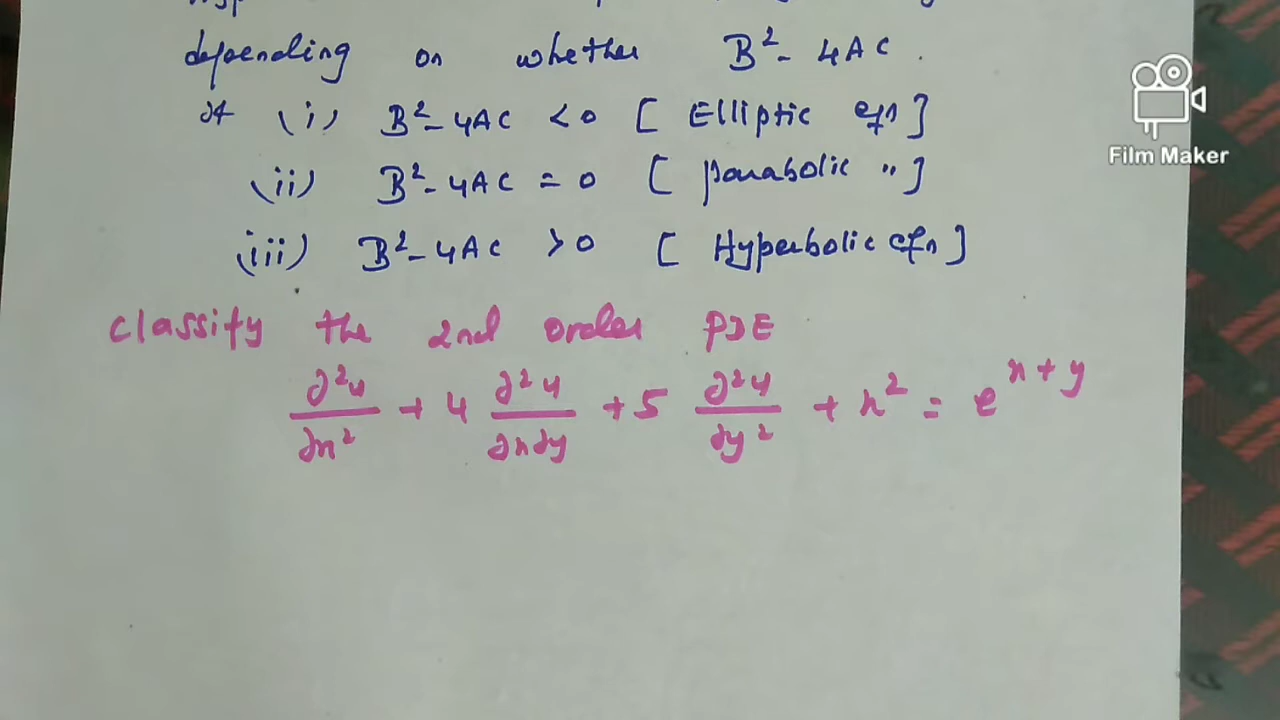 depending on whether B²- 4AC .
If (i) B²-4AC <0 [ Elliptic eqn ]
(ii) B²-4AC = 0 [ parabolic " ]
(iii) B²-4AC >0 [ Hyperbolic eqn ]
classify the 2nd order PDE
∂²u/∂x² + 4 ∂²u/∂x∂y + 5 ∂²u/∂y² + x² = e^(x+y)
Film Maker